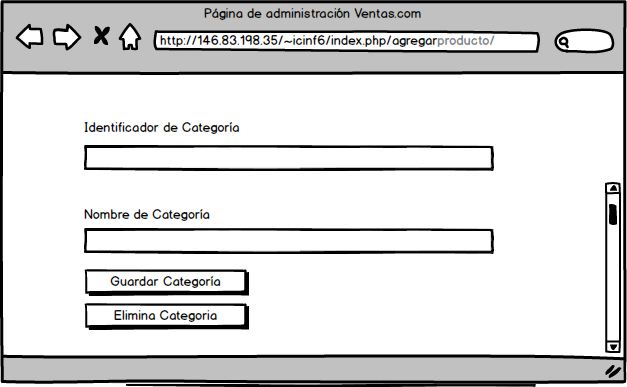 Página de administración Ventas.com
http://146.83.198.35/~icinf6/index.php/agregarproducto/
Identificador de Categoría
Nombre de Categoría
Guardar Categoría
Elimina Categoria